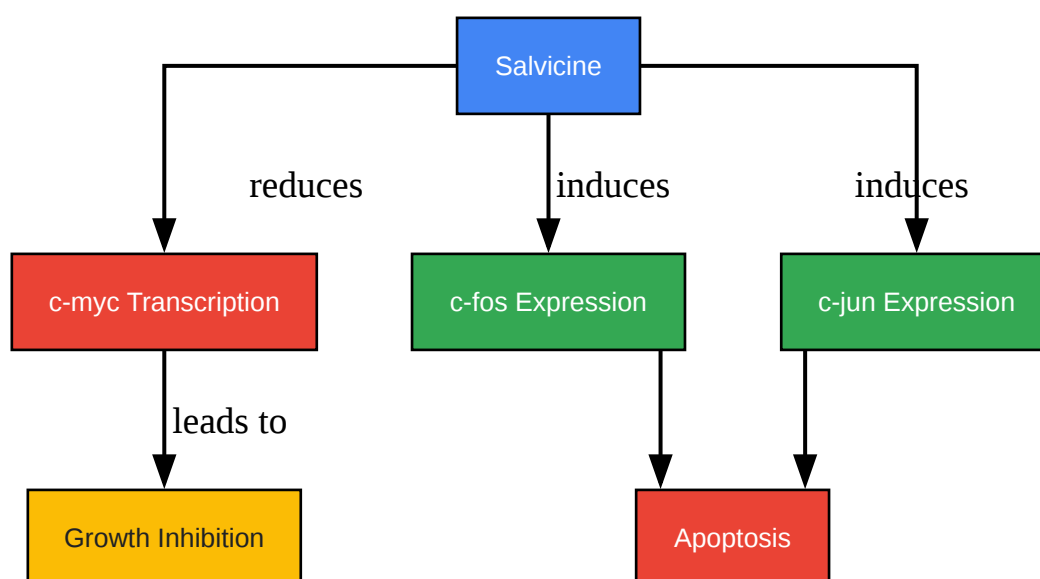 Salvicine
reduces
induces
induces
c-myc Transcription
c-fos Expression
c-jun Expression
leads to
Growth Inhibition
Apoptosis